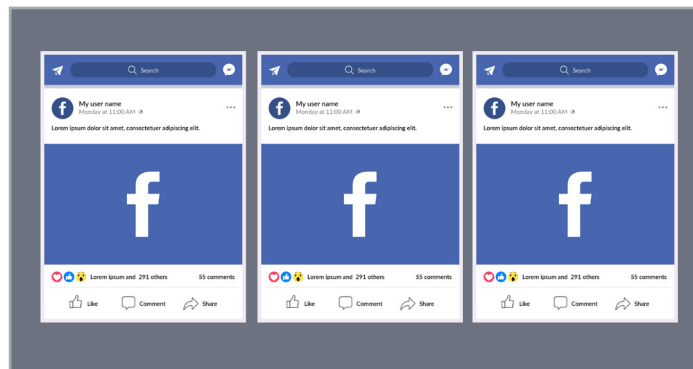 Search
My user name
Monday at 11:00 AM
Lorem ipsum dolor sit amet, consectetuer adipiscing elit.
f
Lorem ipsum and 291 others 55 comments
Like Comment Share
Search
My user name
Monday at 11:00 AM
Lorem ipsum dolor sit amet, consectetuer adipiscing elit.
f
Lorem ipsum and 291 others 55 comments
Like Comment Share
Search
My user name
Monday at 11:00 AM
Lorem ipsum dolor sit amet, consectetuer adipiscing elit.
f
Lorem ipsum and 291 others 55 comments
Like Comment Share